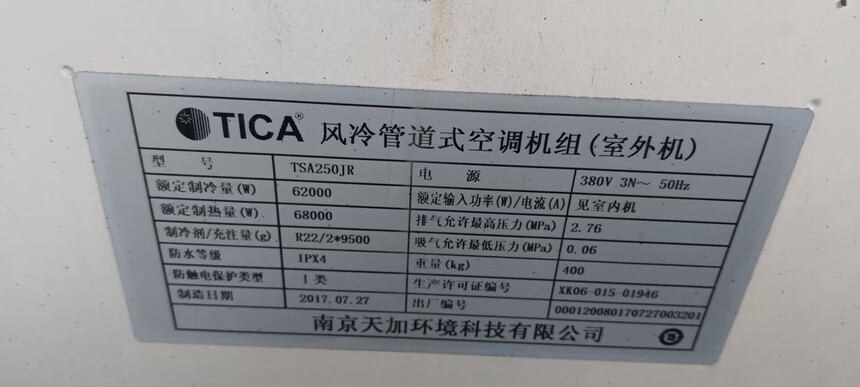 TICA® 风冷管道式空调机组(室外机)
型 号 TSA250JR 电 源 380V 3N～ 50Hz
额定制冷量(W) 62000 额定输入功率(W)/电流(A) 见室内机
额定制热量(W) 68000 排气允许最高压力(MPa) 2.76
制冷剂/充注量(g) R22/2*9500 吸气允许最低压力(MPa) 0.06
防水等级 IPX4 重量(kg) 400
防触电保护类型 I 类 生产许可证编号 XK06-015-01946
制造日期 2017.07.27 出厂编号 000120080170727003201
南京天加环境科技有限公司